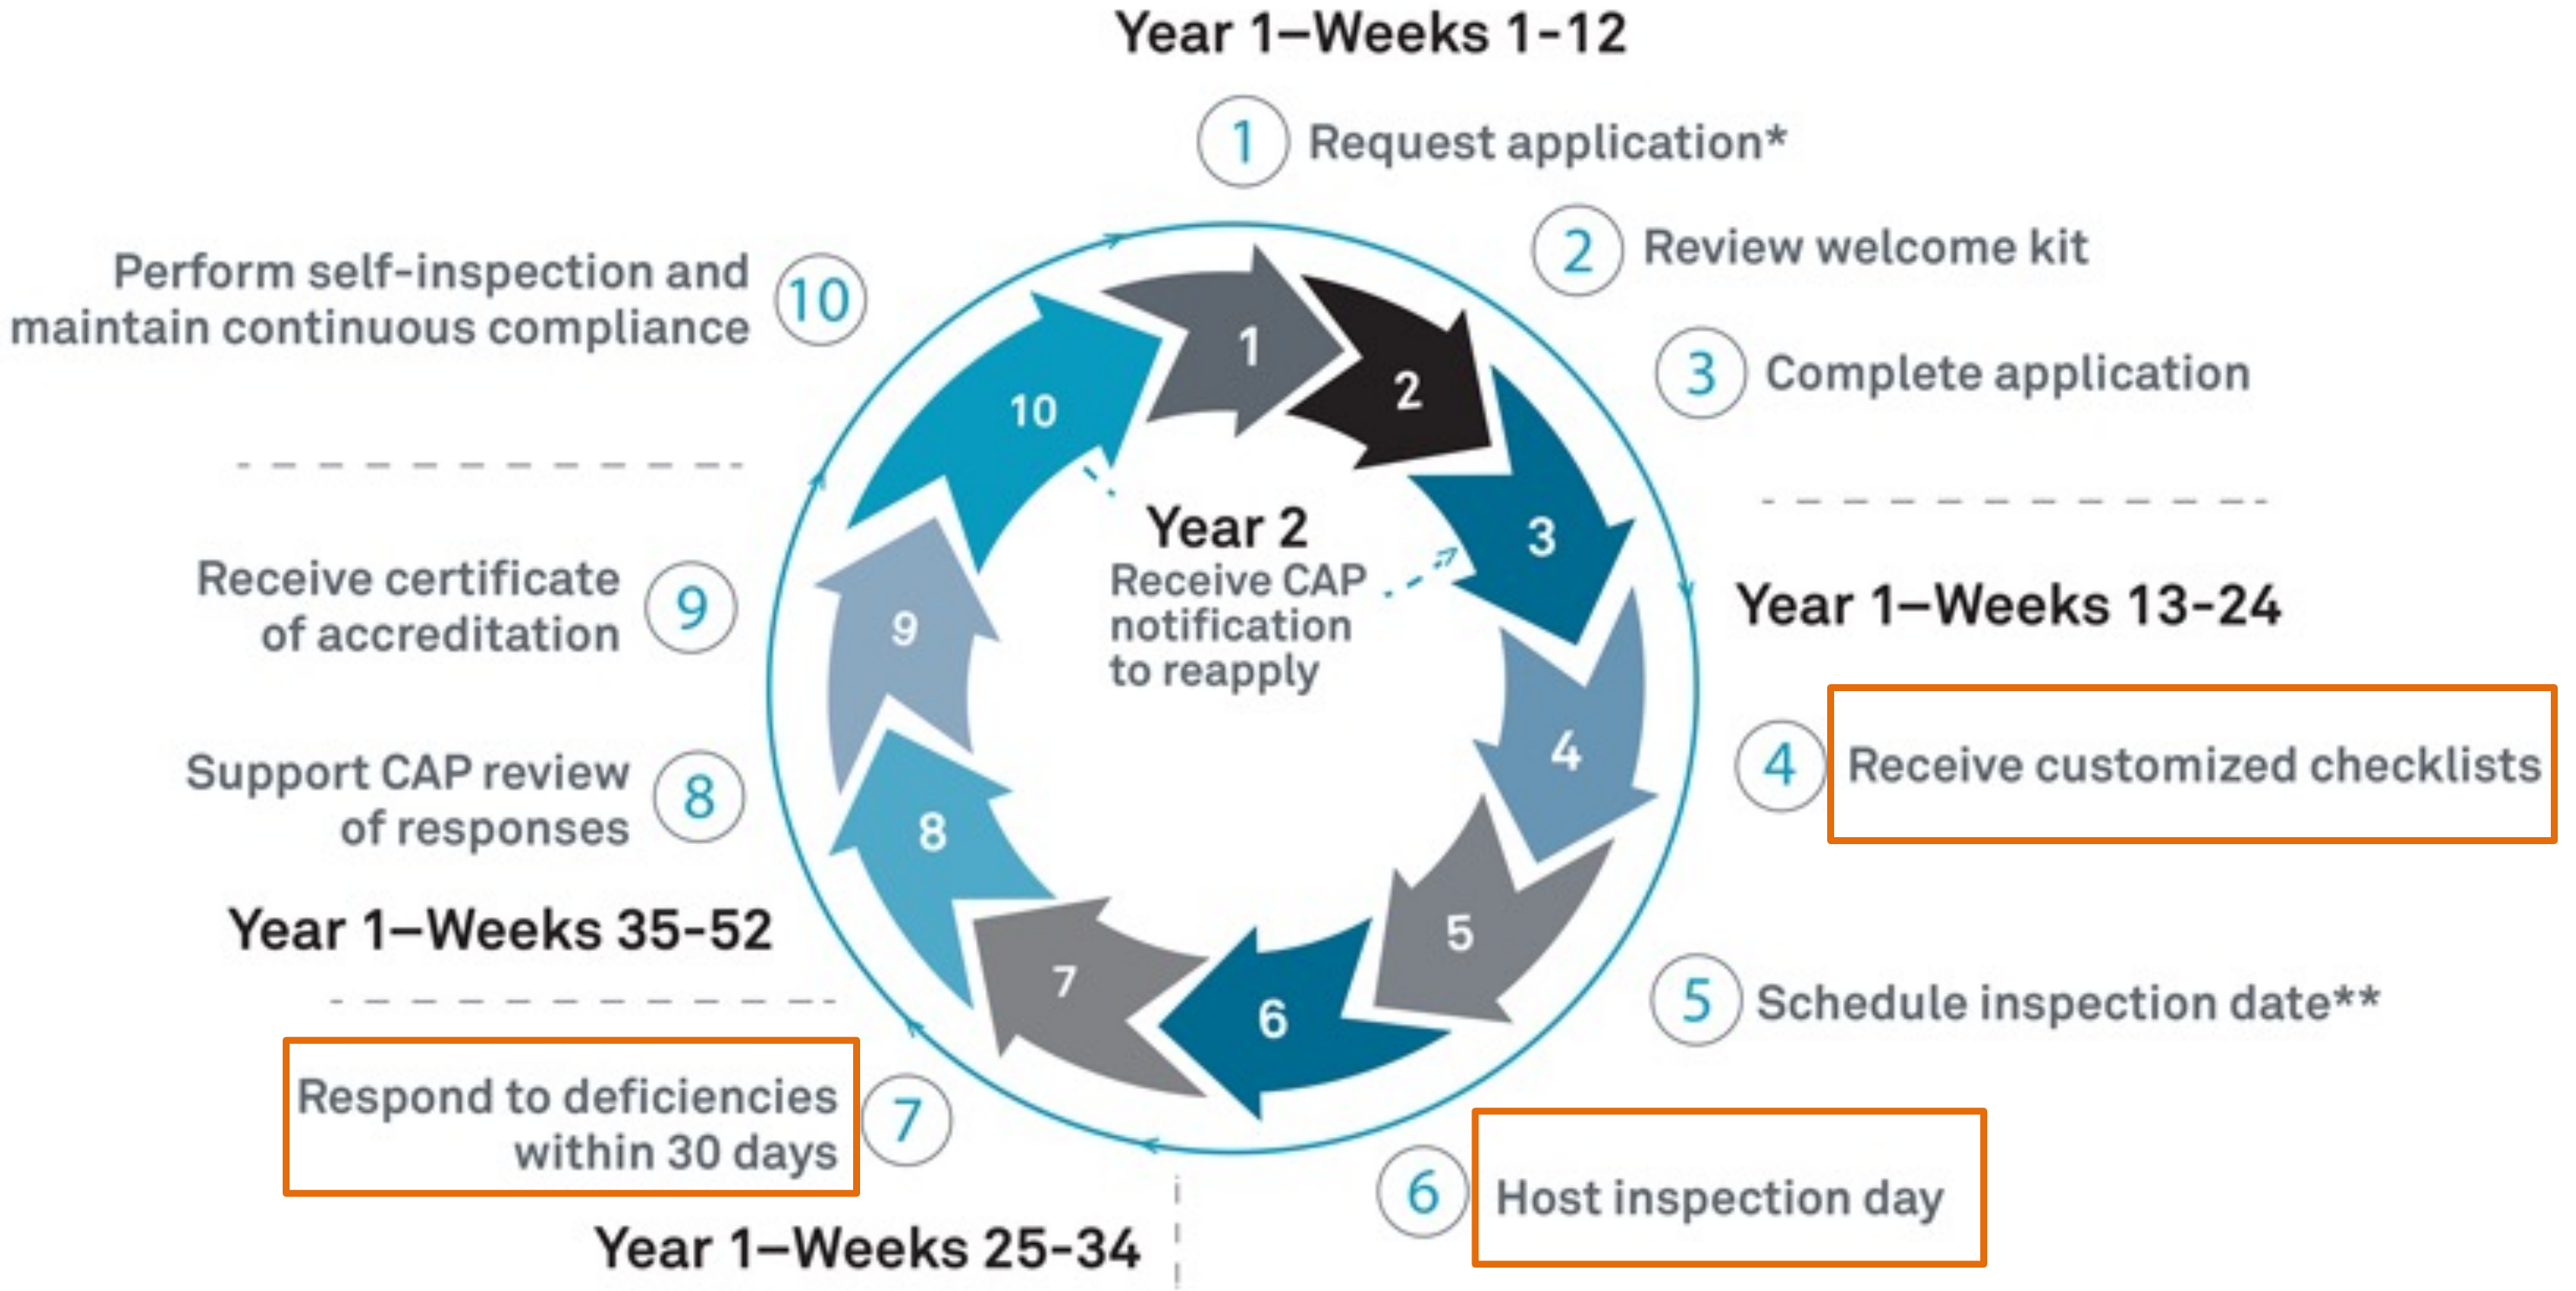 Year 1–Weeks 1-12
1 Request application*
2 Review welcome kit
3 Complete application
Year 1–Weeks 13-24
4 Receive customized checklists
5 Schedule inspection date**
6 Host inspection day
Year 1–Weeks 25-34
7 Respond to deficiencies
within 30 days
Year 1–Weeks 35-52
8 Support CAP review
of responses
9 Receive certificate
of accreditation
10 Perform self-inspection and
maintain continuous compliance
1
2
3
4
5
6
7
8
9
10
Year 2
Receive CAP
notification
to reapply